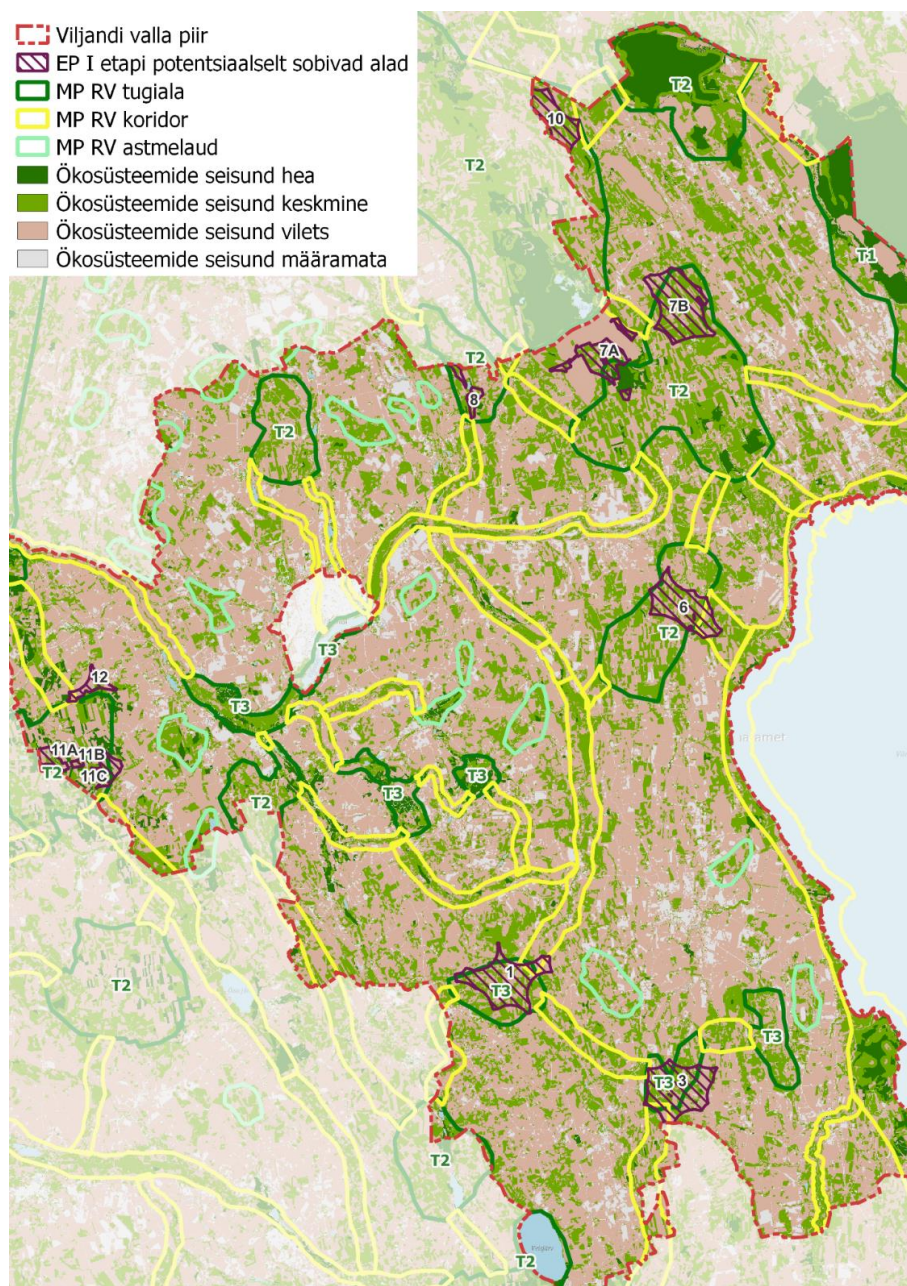 Viljandi valla piir
EP I etapi potentsiaalselt sobivad alad
MP RV tugiala
MP RV koridor
MP RV astmelaud
Ökosüsteemide seisund hea
Ökosüsteemide seisund keskmine
Ökosüsteemide seisund vilets
Ökosüsteemide seisund määramata
T2
10
T2
T1
7B
7A
T2
T2
8
T2
6
T2
T3
12
T3
11A
11B
T2
11C
T3
T3
T2
T2
1
T3
T3
T3
3
T2
T2